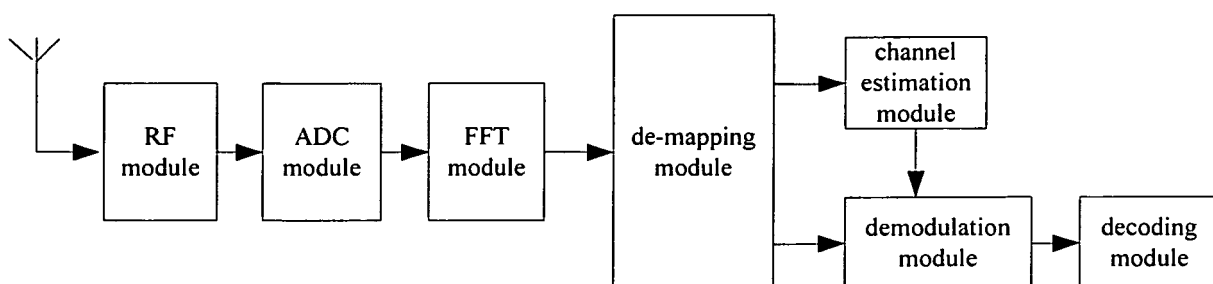 RF
module
ADC
module
FFT
module
de-mapping
module
channel
estimation
module
demodulation
module
decoding
module